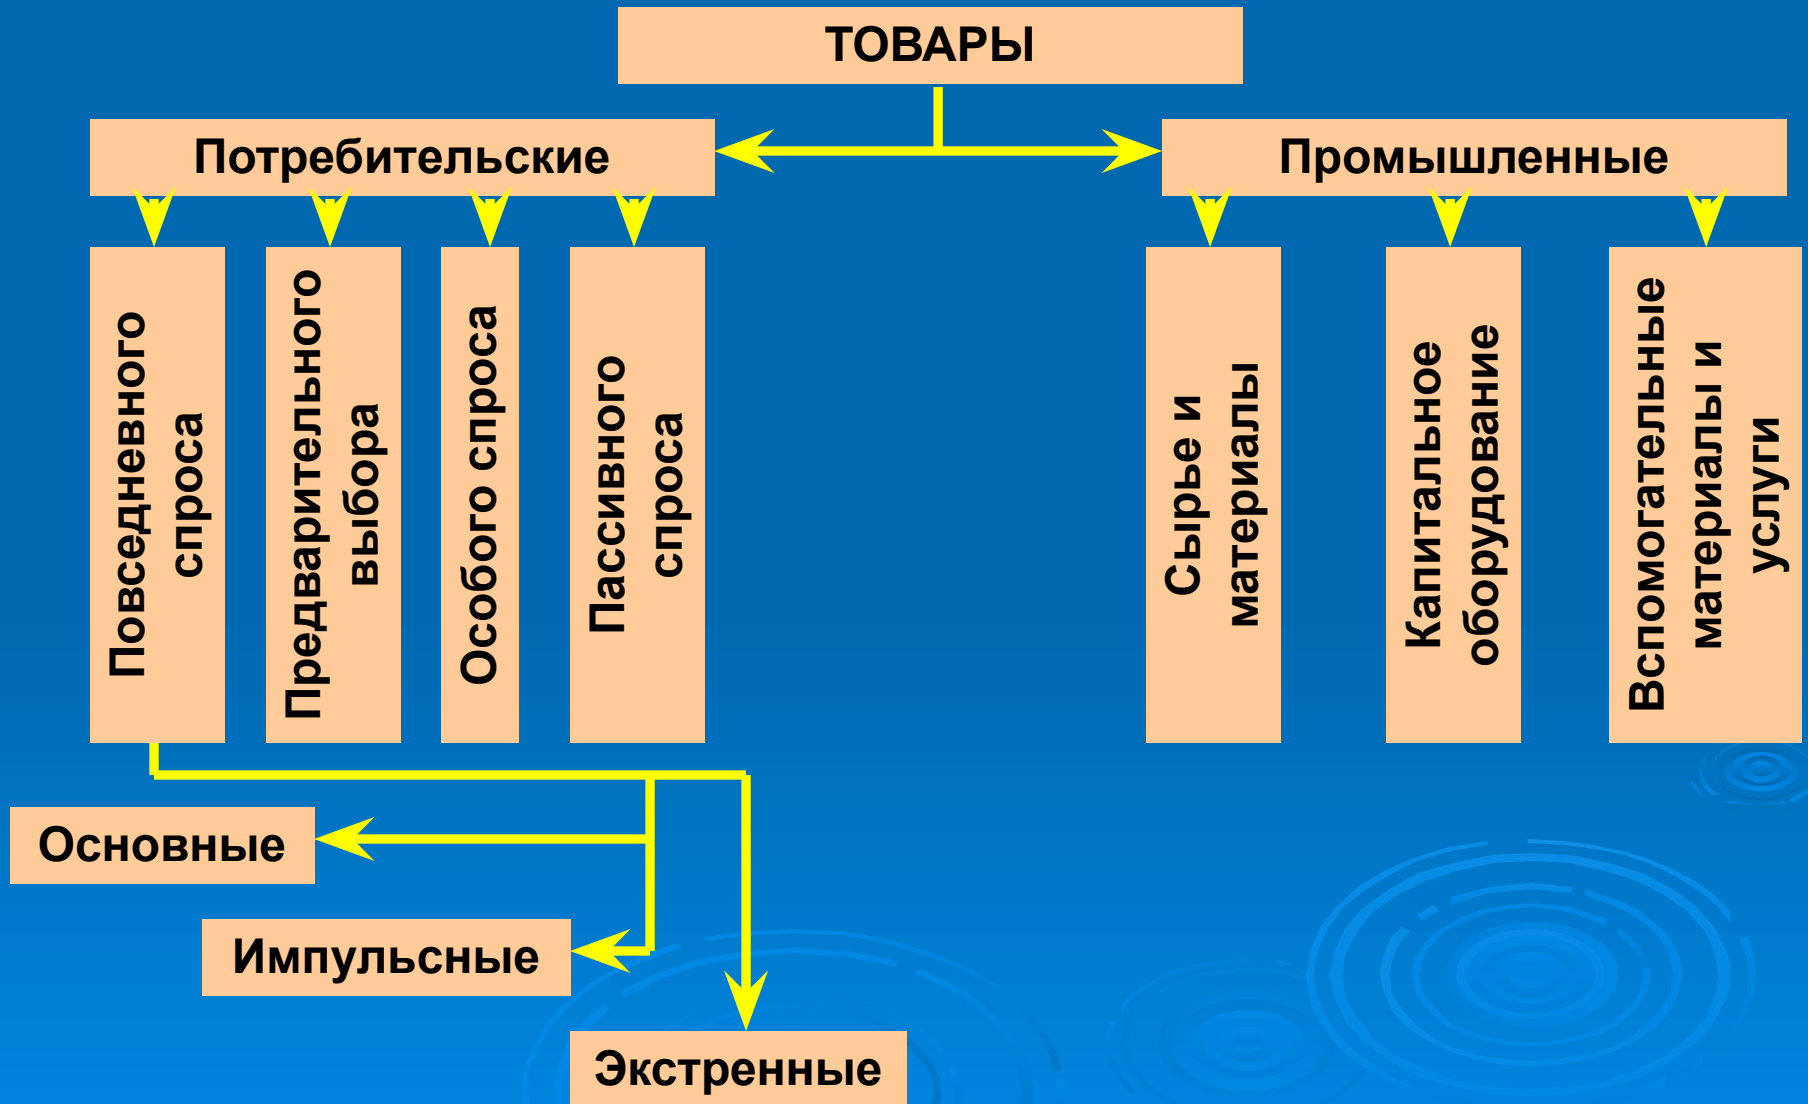 ТОВАРЫ
Потребительские
Промышленные
Повседневного
спроса
Предварительного
выбора
Особого спроса
Пассивного
спроса
Сырье и
материалы
Капитальное
оборудование
Вспомогательные
материалы и
услуги
Основные
Импульсные
Экстренные